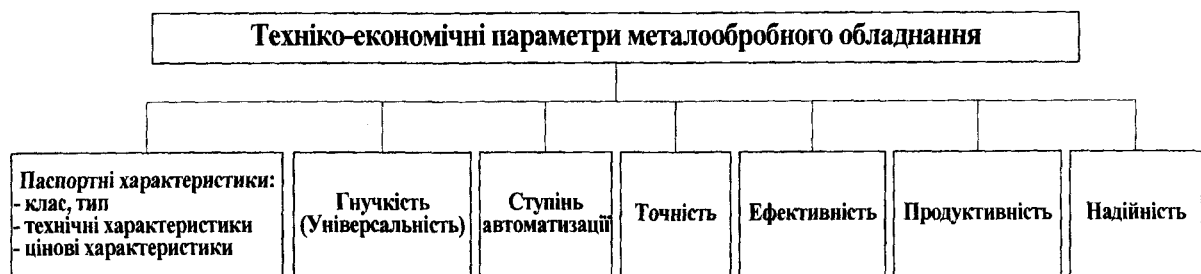 Техніко-економічні параметри металообробного обладнання
Паспортні характеристики:
- клас, тип
- технічні характеристики
- цінові характеристики
Гнучкість
(Універсальність)
Ступінь
автоматизації
Точність
Ефективність
Продуктивність
Надійність